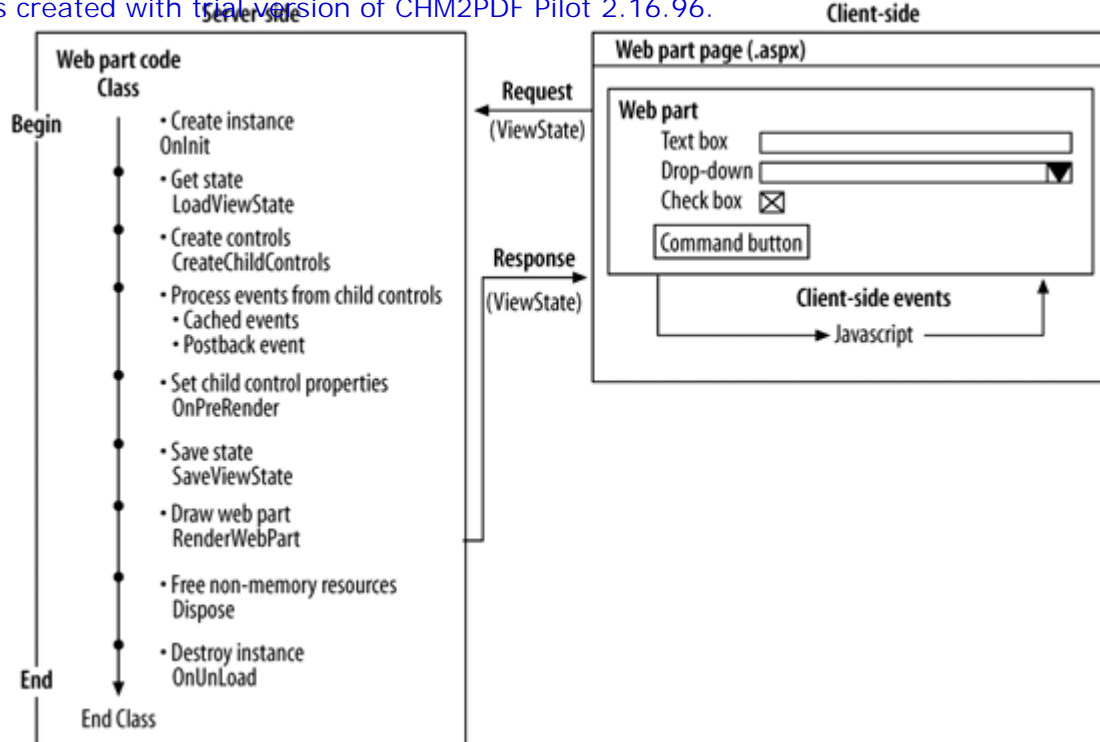 s created with trial version of CHM2PDF Pilot 2.16.96.
Server-side
Web part code
Class
Begin
• Create instance
OnInit
• Get state
LoadViewState
• Create controls
CreateChildControls
• Process events from child controls
• Cached events
• Postback event
• Set child control properties
OnPreRender
• Save state
SaveViewState
• Draw web part
RenderWebPart
• Free non-memory resources
Dispose
• Destroy instance
OnUnLoad
End
End Class
Request
(ViewState)
Response
(ViewState)
Client-side
Web part page (.aspx)
Web part
Text box
Drop-down
Check box
Command button
Client-side events
Javascript